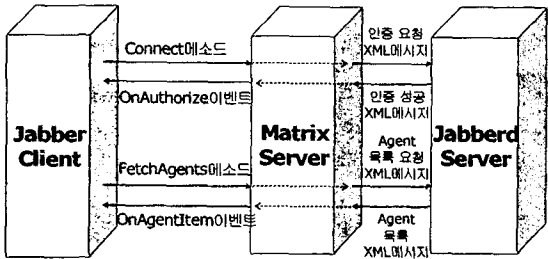 Connect메소드
OnAuthorize이벤트
Jabber
Client
FetchAgents메소드
OnAgentItem이벤트
Matrix
Server
인증 요청
XML메시지
인증 성공
XML메시지
Agent
목록 요청
XML메시지
Agent
목록
XML메시지
Jabberd
Server